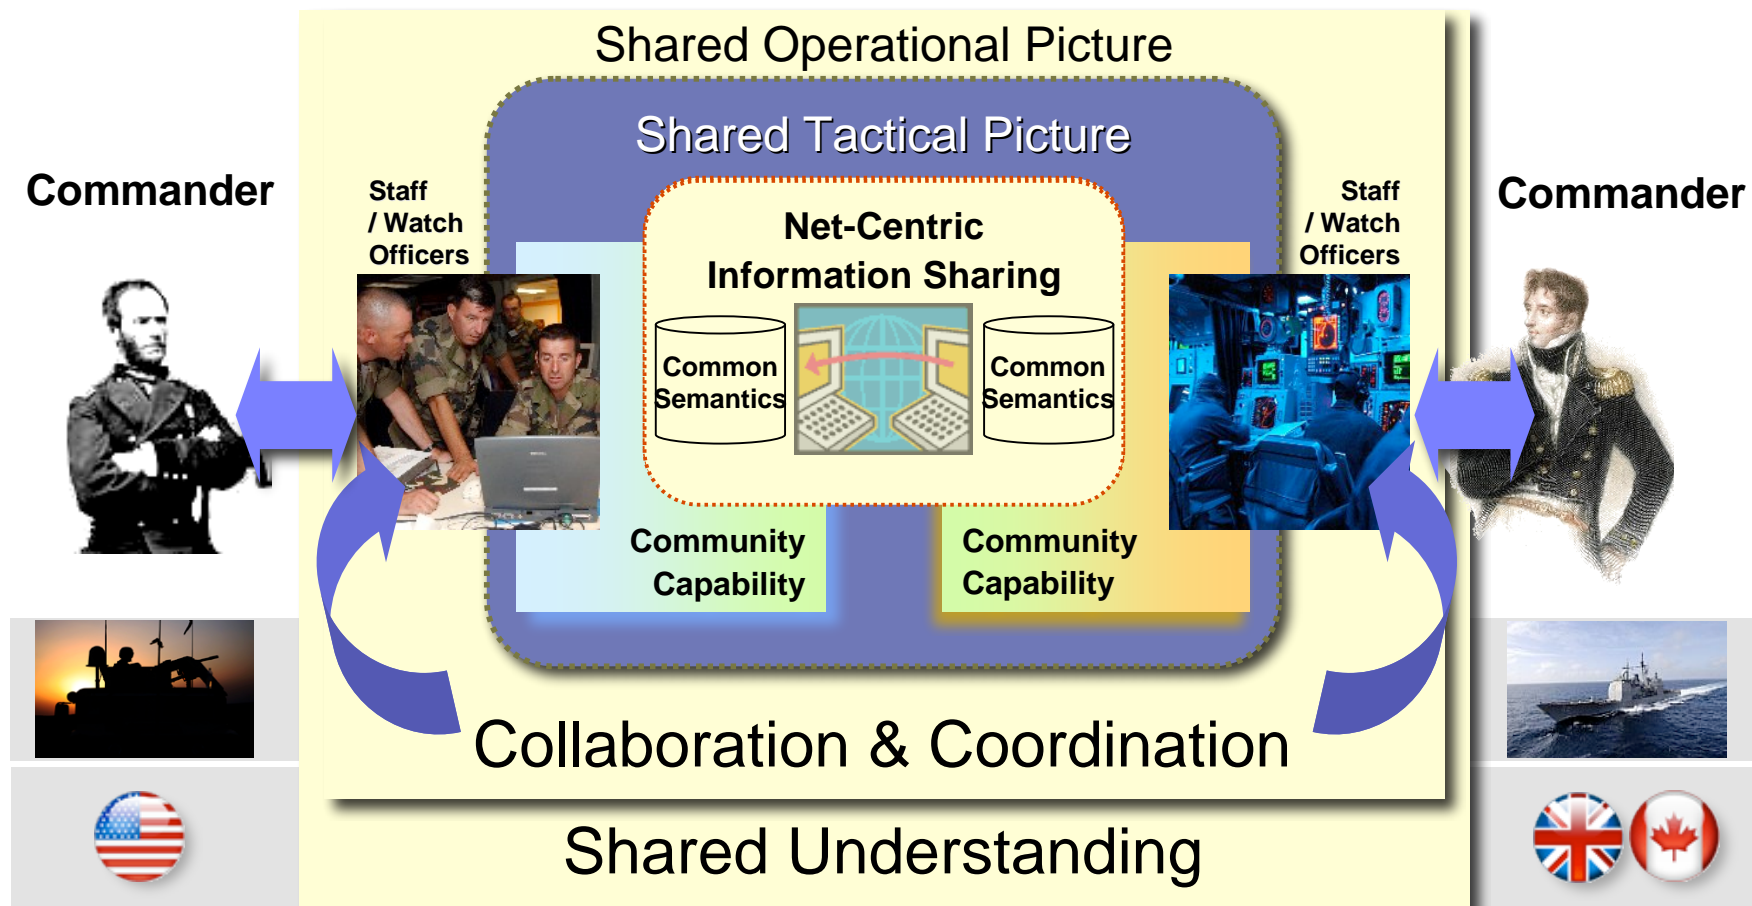 Shared Operational Picture
Shared Tactical Picture
Commander
Staff
/ Watch
Officers
Net-Centric
Information Sharing
Common
Semantics
Common
Semantics
Staff
/ Watch
Officers
Commander
Community
Capability
Community
Capability
Collaboration & Coordination
Shared Understanding